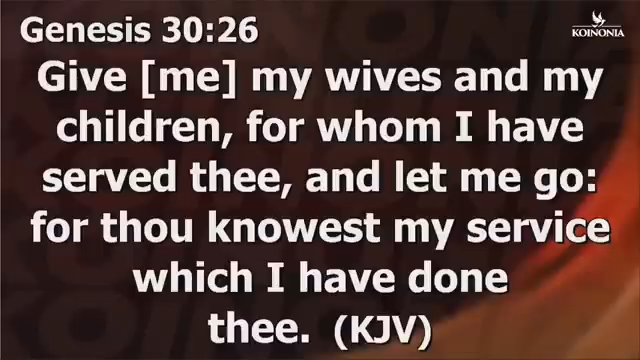 Genesis 30:26
KOINONIA
Give [me] my wives and my
children, for whom I have
served thee, and let me go:
for thou knowest my service
which I have done
thee. (KJV)